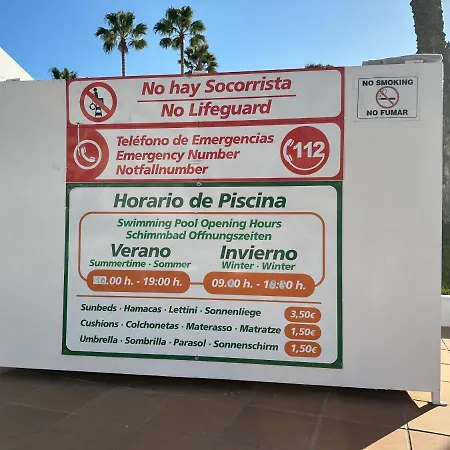 No hay Socorrista
No Lifeguard
NO SMOKING
NO FUMAR
Teléfono de Emergencias
Emergency Number
Notfallnumber
112
Horario de Piscina
Swimming Pool Opening Hours
Schimmbad Offnungszeiten
Verano
Summertime · Sommer
Invierno
Winter · Winter
h. - 19:00 h.
h. - h.
Sunbeds · Hamacas · Lettini · Sonnenliege 3,50€
Cushions · Colchonetas · Materasso · Matratze 1,50€
Umbrella · Sombrilla · Parasol · Sonnenschirm 1,50€